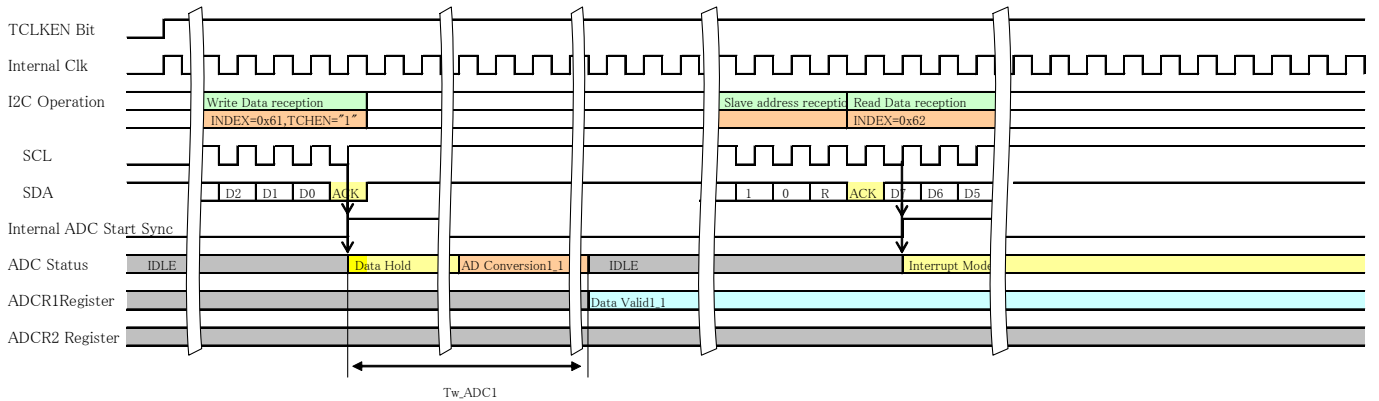 TCLKEN Bit
Internal Clk
I2C Operation
Write Data reception
Slave address receptio
Read Data reception
INDEX=0x61,TCHEN="1"
INDEX=0x62
SCL
SDA
D2 D1 D0 ACK
1 0 R ACK D7 D6 D5
Internal ADC Start Sync
ADC Status
IDLE
Data Hold
AD Conversion1_1
IDLE
Interrupt Mode
ADCR1Register
Data Valid1_1
ADCR2 Register
Tw_ADC1